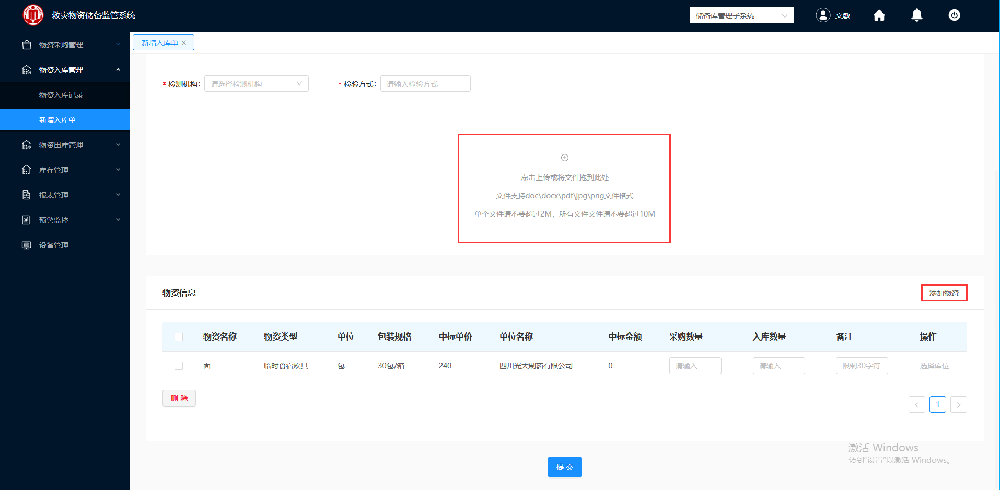 救灾物资储备监管系统
储备库管理子系统
文敏
物资采购管理
物资入库管理
物资入库记录
新增入库单
物资出库管理
库存管理
报表管理
预警监控
设备管理
新增入库单
* 检测机构: 请选择检测机构 * 检验方式: 请输入检验方式
点击上传或将文件拖到此处
文件支持doc\docx\pdf\jpg\png文件格式
单个文件请不要超过2M，所有文件文件请不要超过10M
物资信息 添加物资
物资名称 物资类型 单位 包装规格 中标单价 单位名称 中标金额 采购数量 入库数量 备注 操作
面 临时食宿炊具 包 30包/箱 240 四川光大制药有限公司 0 请输入 请输入 限制30字符 选择库位
删 除
< 1 >
提 交
激活 Windows
转到"设置"以激活 Windows。